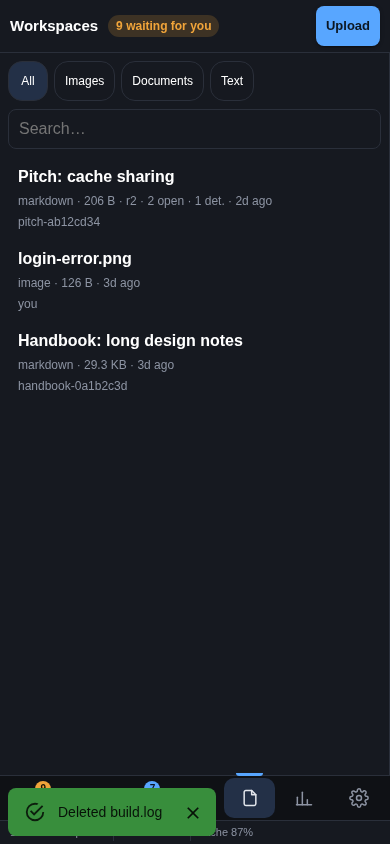 Workspaces
9 waiting for you
Upload
All
Images
Documents
Text
Search…
Pitch: cache sharing
markdown · 206 B · r2 · 2 open · 1 det. · 2d ago
pitch-ab12cd34
login-error.png
image · 126 B · 3d ago
you
Handbook: long design notes
markdown · 29.3 KB · 3d ago
handbook-0a1b2c3d
Deleted build.log
87%